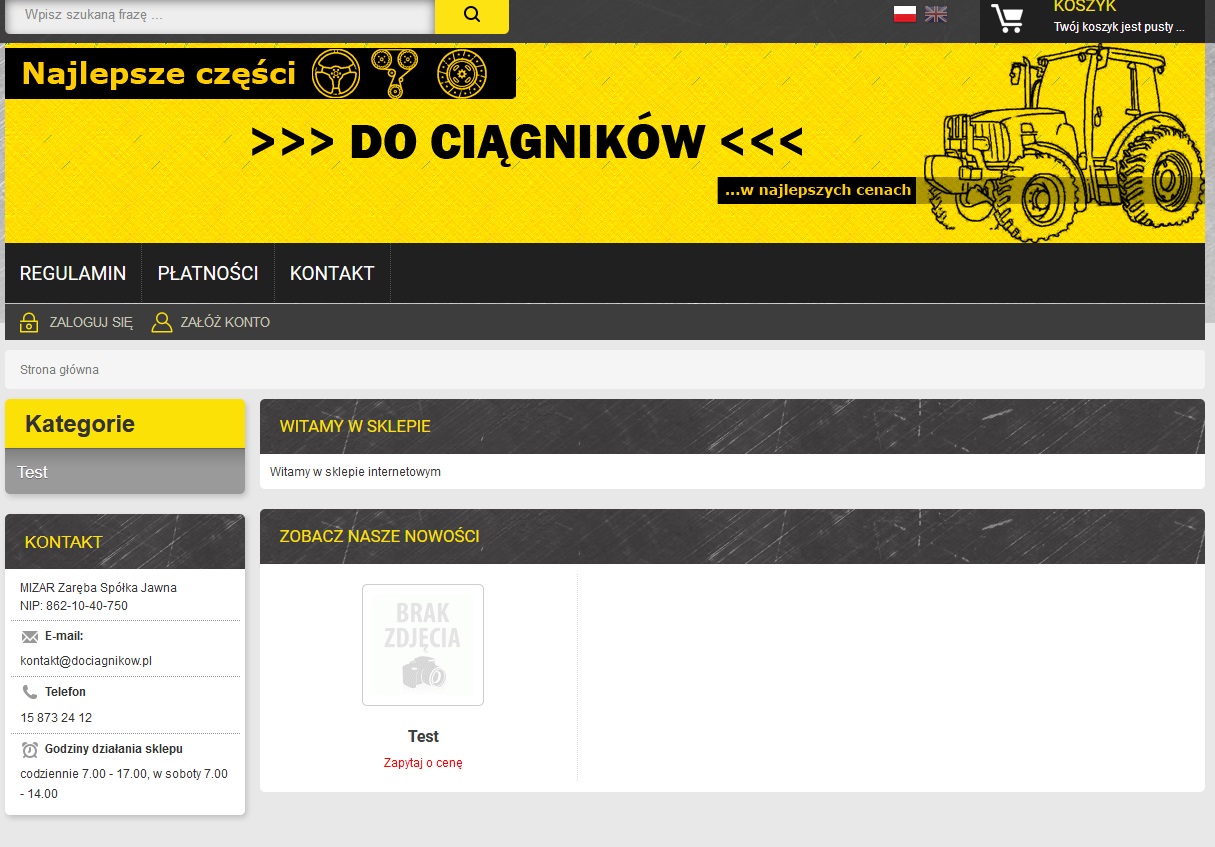 Wpisz szukaną frazę ...
KOSZYK
Twój koszyk jest pusty ...
Najlepsze części
>>> DO CIĄGNIKÓW <<<
...w najlepszych cenach
REGULAMIN PŁATNOŚCI KONTAKT
ZALOGUJ SIĘ ZAŁÓŻ KONTO
Strona główna
Kategorie
Test
KONTAKT
MIZAR Zaręba Spółka Jawna
NIP: 862-10-40-750
E-mail:
kontakt@dociagnikow.pl
Telefon
15 873 24 12
Godziny działania sklepu
codziennie 7.00 - 17.00, w soboty 7.00
- 14.00
WITAMY W SKLEPIE
Witamy w sklepie internetowym
ZOBACZ NASZE NOWOŚCI
BRAK
ZDJĘCIA
Test
Zapytaj o cenę